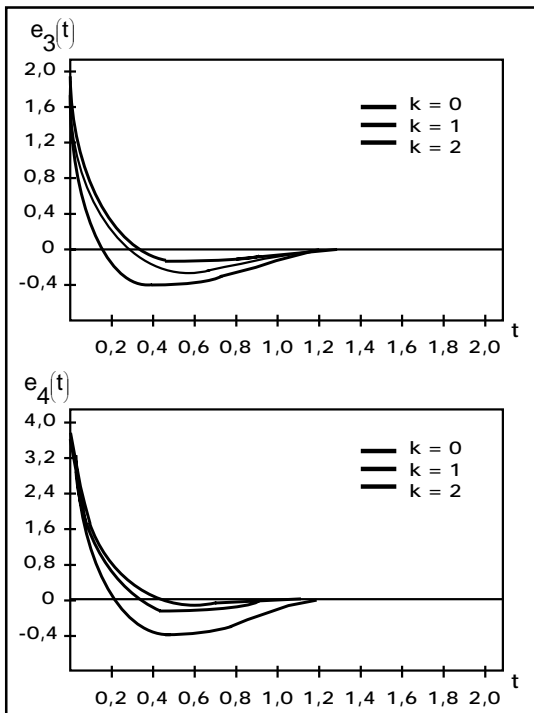 e3(t)
2,0
1,6
1,2
0,8
0,4
0
-0,4
k = 0
k = 1
k = 2
0,2 0,4 0,6 0,8 1,0 1,2 1,4 1,6 1,8 2,0 t
e4(t)
4,0
3,2
2,4
1,6
0,8
0
-0,4
k = 0
k = 1
k = 2
0,2 0,4 0,6 0,8 1,0 1,2 1,4 1,6 1,8 2,0 t